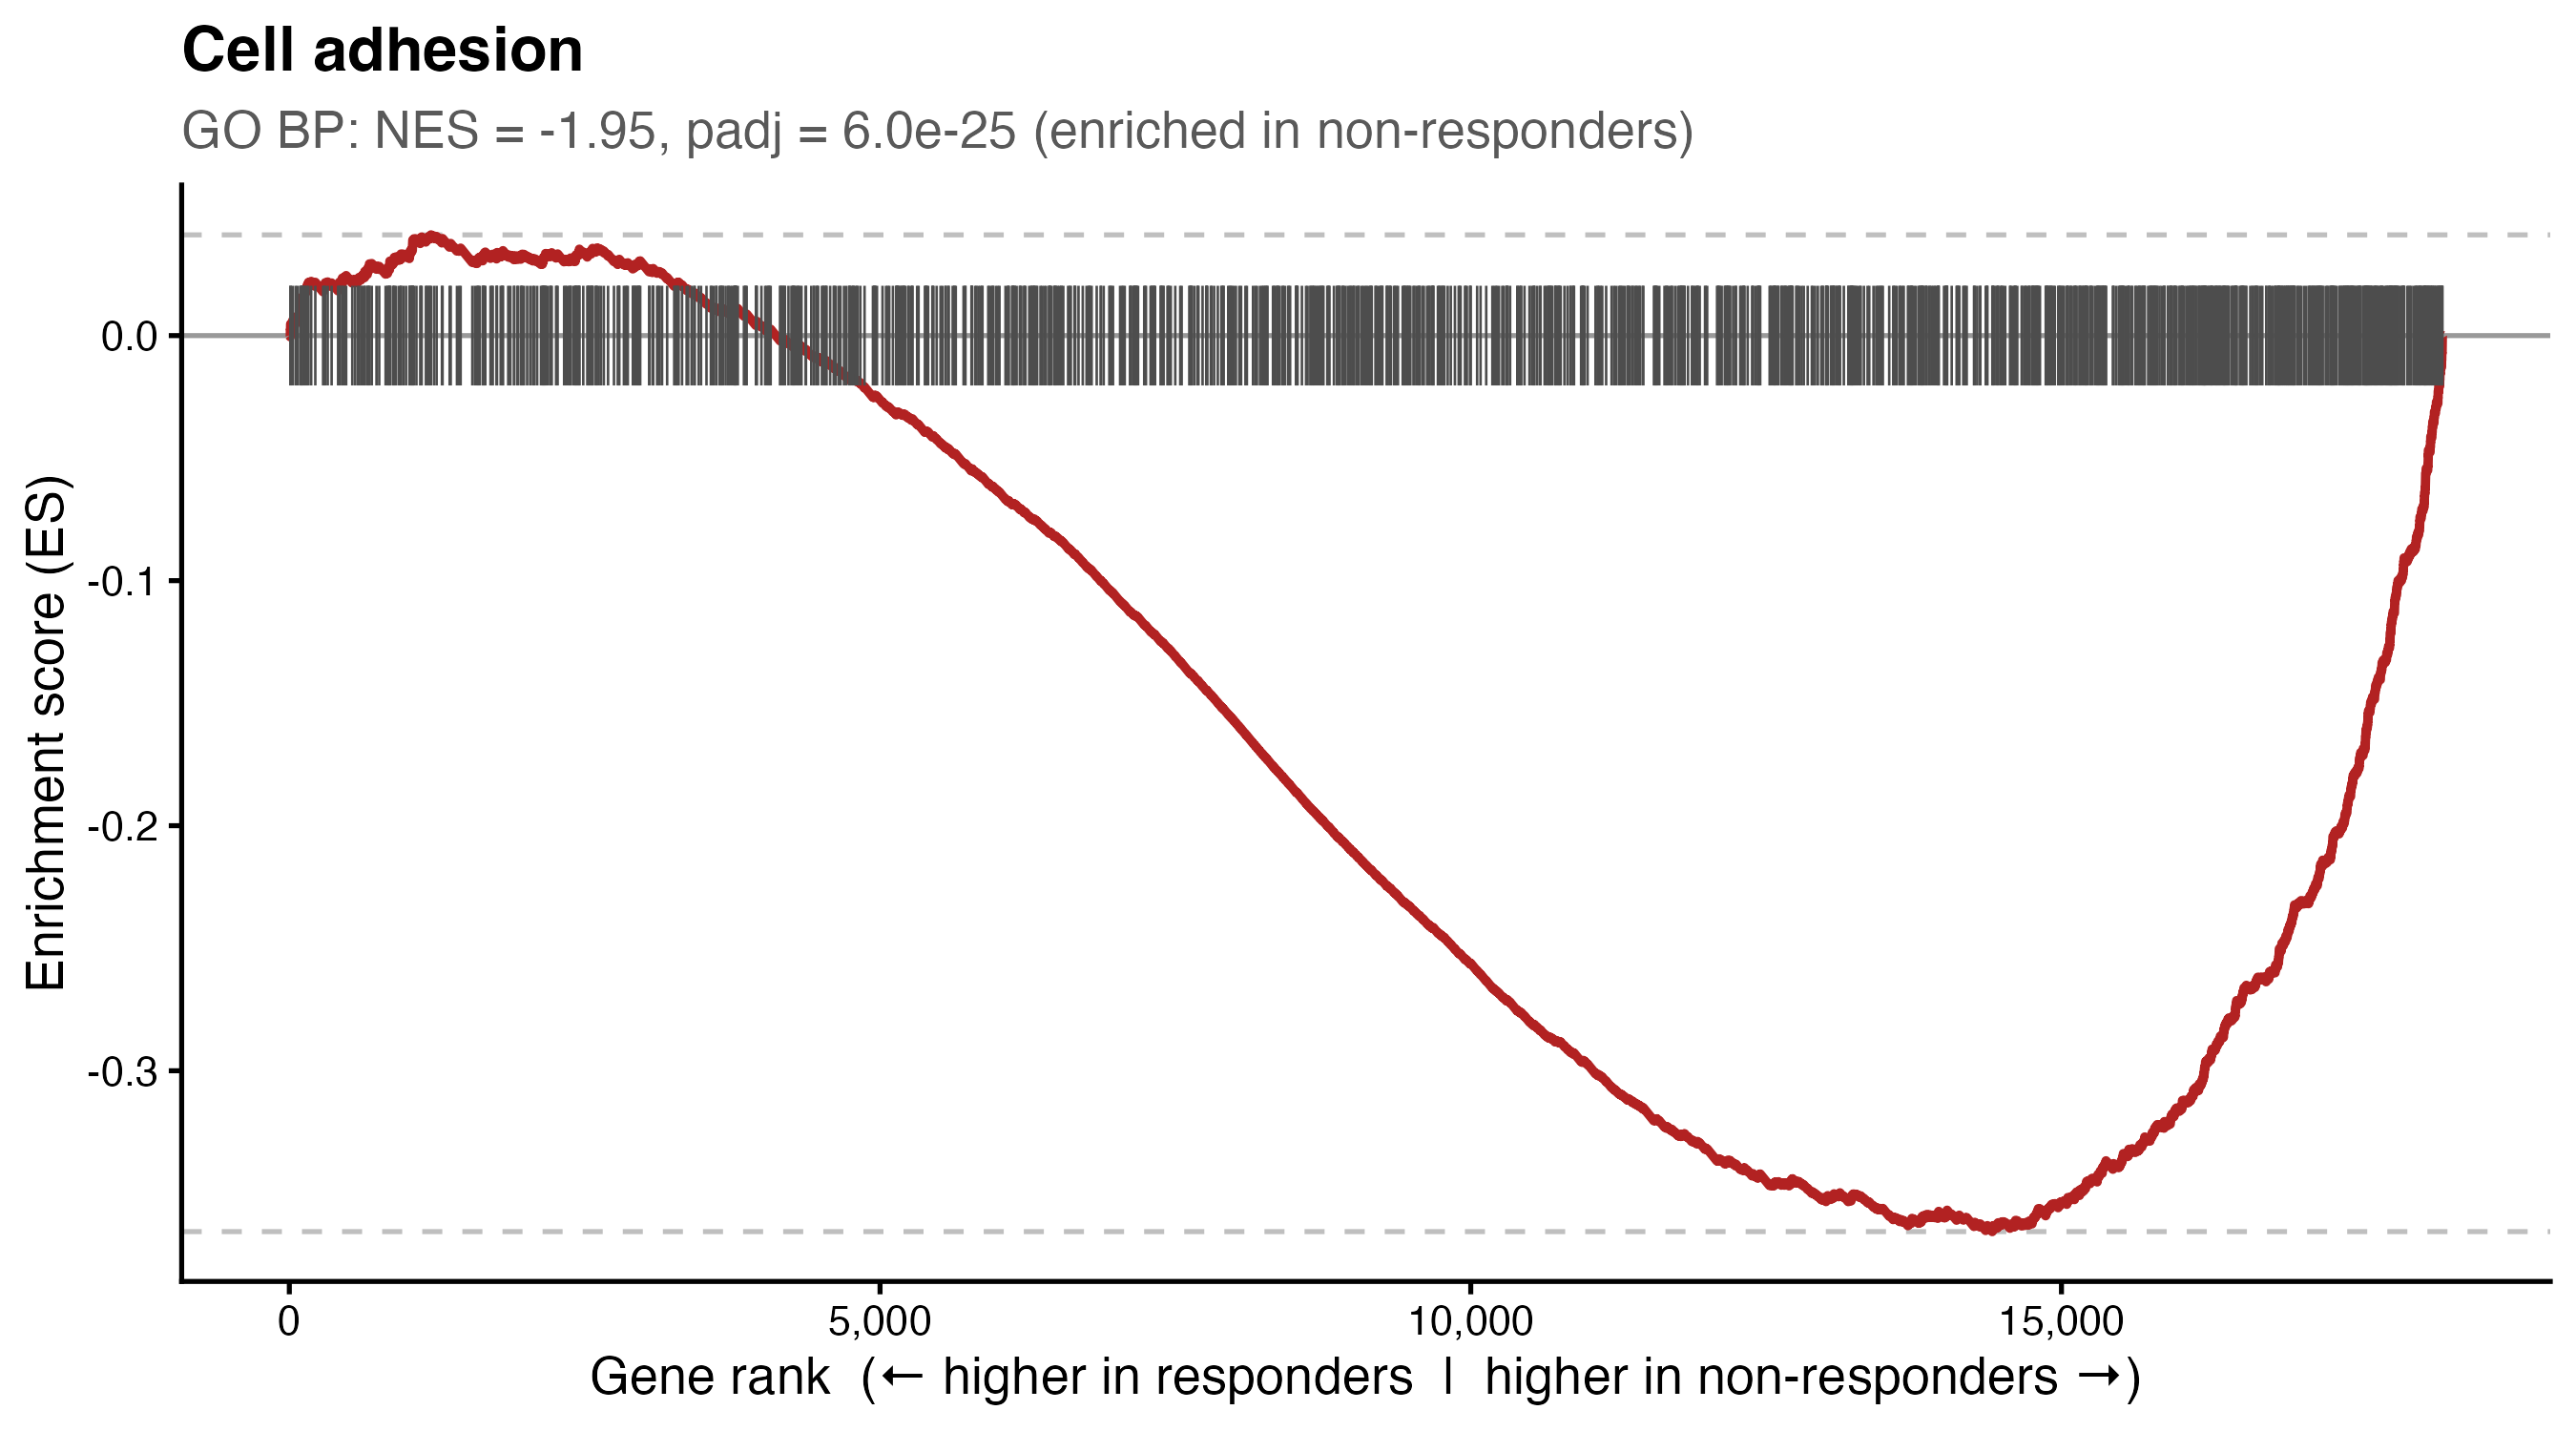 Cell adhesion
GO BP: NES = -1.95, padj = 6.0e-25 (enriched in non-responders)
Enrichment score (ES)
0.0
-0.1
-0.2
-0.3
0 5,000 10,000 15,000
Gene rank (← higher in responders | higher in non-responders →)